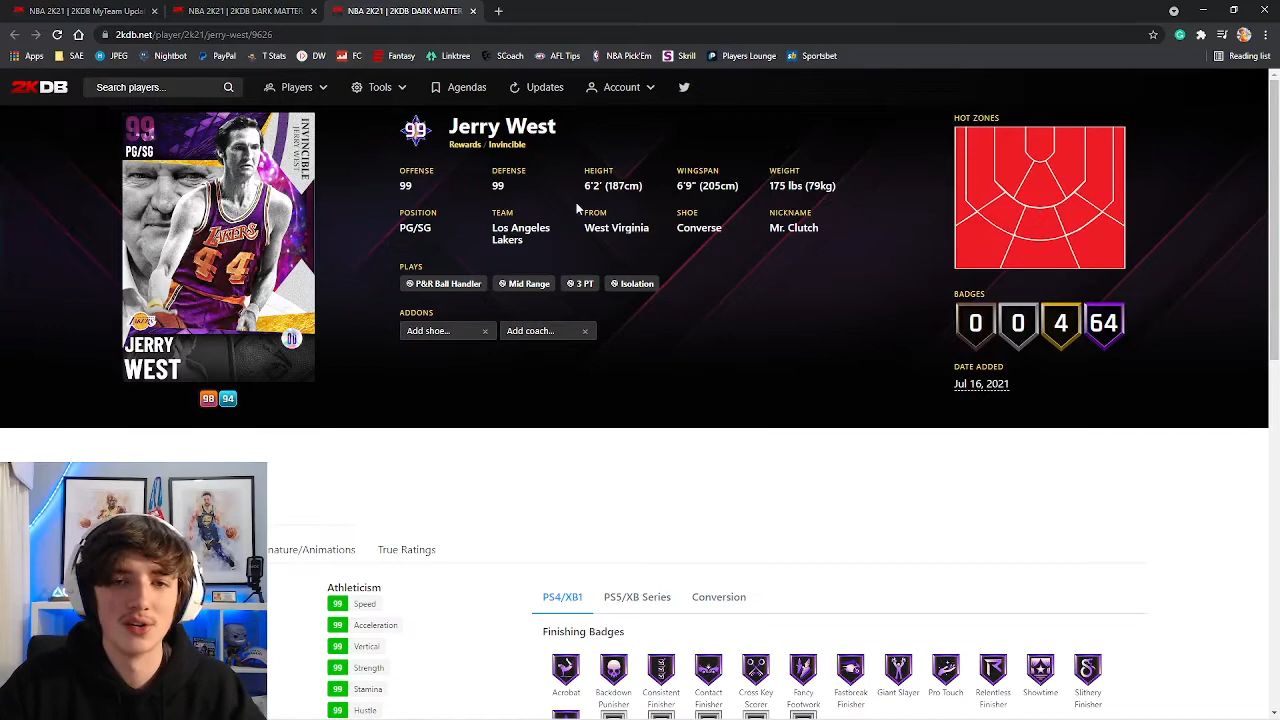 NBA 2K21 | 2KDB MyTeam Updat
NBA 2K21 | 2KDB DARK MATTER
NBA 2K21 | 2KDB DARK MATTER
2kdb.net/player/2k21/jerry-west/9626
Apps SAE JPEG Nightbot PayPal T Stats DW FC Fantasy Linktree SCoach AFL Tips NBA Pick'Em Skrill Players Lounge Sportsbet Reading list
2KDB Search players... Players Tools Agendas Updates Account
99
PG/SG
INVINCIBLE
JERRY WEST
LAKERS
44
JERRY
WEST
98 94
99
Jerry West
Rewards / Invincible
OFFENSE DEFENSE HEIGHT WINGSPAN WEIGHT
99 99 6'2' (187cm) 6'9" (205cm) 175 lbs (79kg)
POSITION TEAM FROM SHOE NICKNAME
PG/SG Los Angeles Lakers West Virginia Converse Mr. Clutch
PLAYS
P&R Ball Handler Mid Range 3 PT Isolation
ADDONS
Add shoe... × Add coach... ×
HOT ZONES
BADGES
0 0 4 64
DATE ADDED
Jul 16, 2021
nature/Animations True Ratings
Athleticism
99 Speed
99 Acceleration
99 Vertical
99 Strength
99 Stamina
99 Hustle
PS4/XB1 PS5/XB Series Conversion
Finishing Badges
Acrobat
Backdown Punisher
Consistent Finisher
Contact Finisher
Cross Key Scorer
Fancy Footwork
Fastbreak Finisher
Giant Slayer
Pro Touch
Relentless Finisher
Showtime
Slithery Finisher